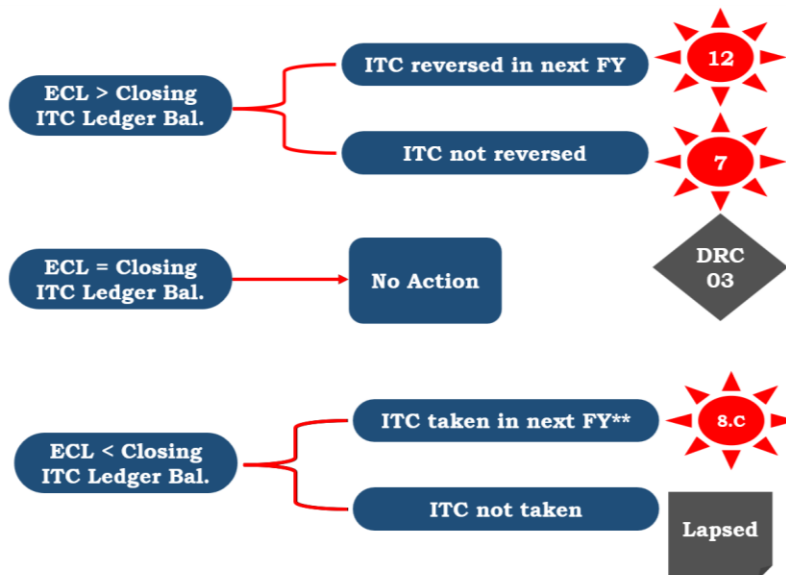 ECL > Closing
ITC Ledger Bal.
ITC reversed in next FY
12
ITC not reversed
7
ECL = Closing
ITC Ledger Bal.
No Action
DRC
03
ECL < Closing
ITC Ledger Bal.
ITC taken in next FY**
8.C
ITC not taken
Lapsed